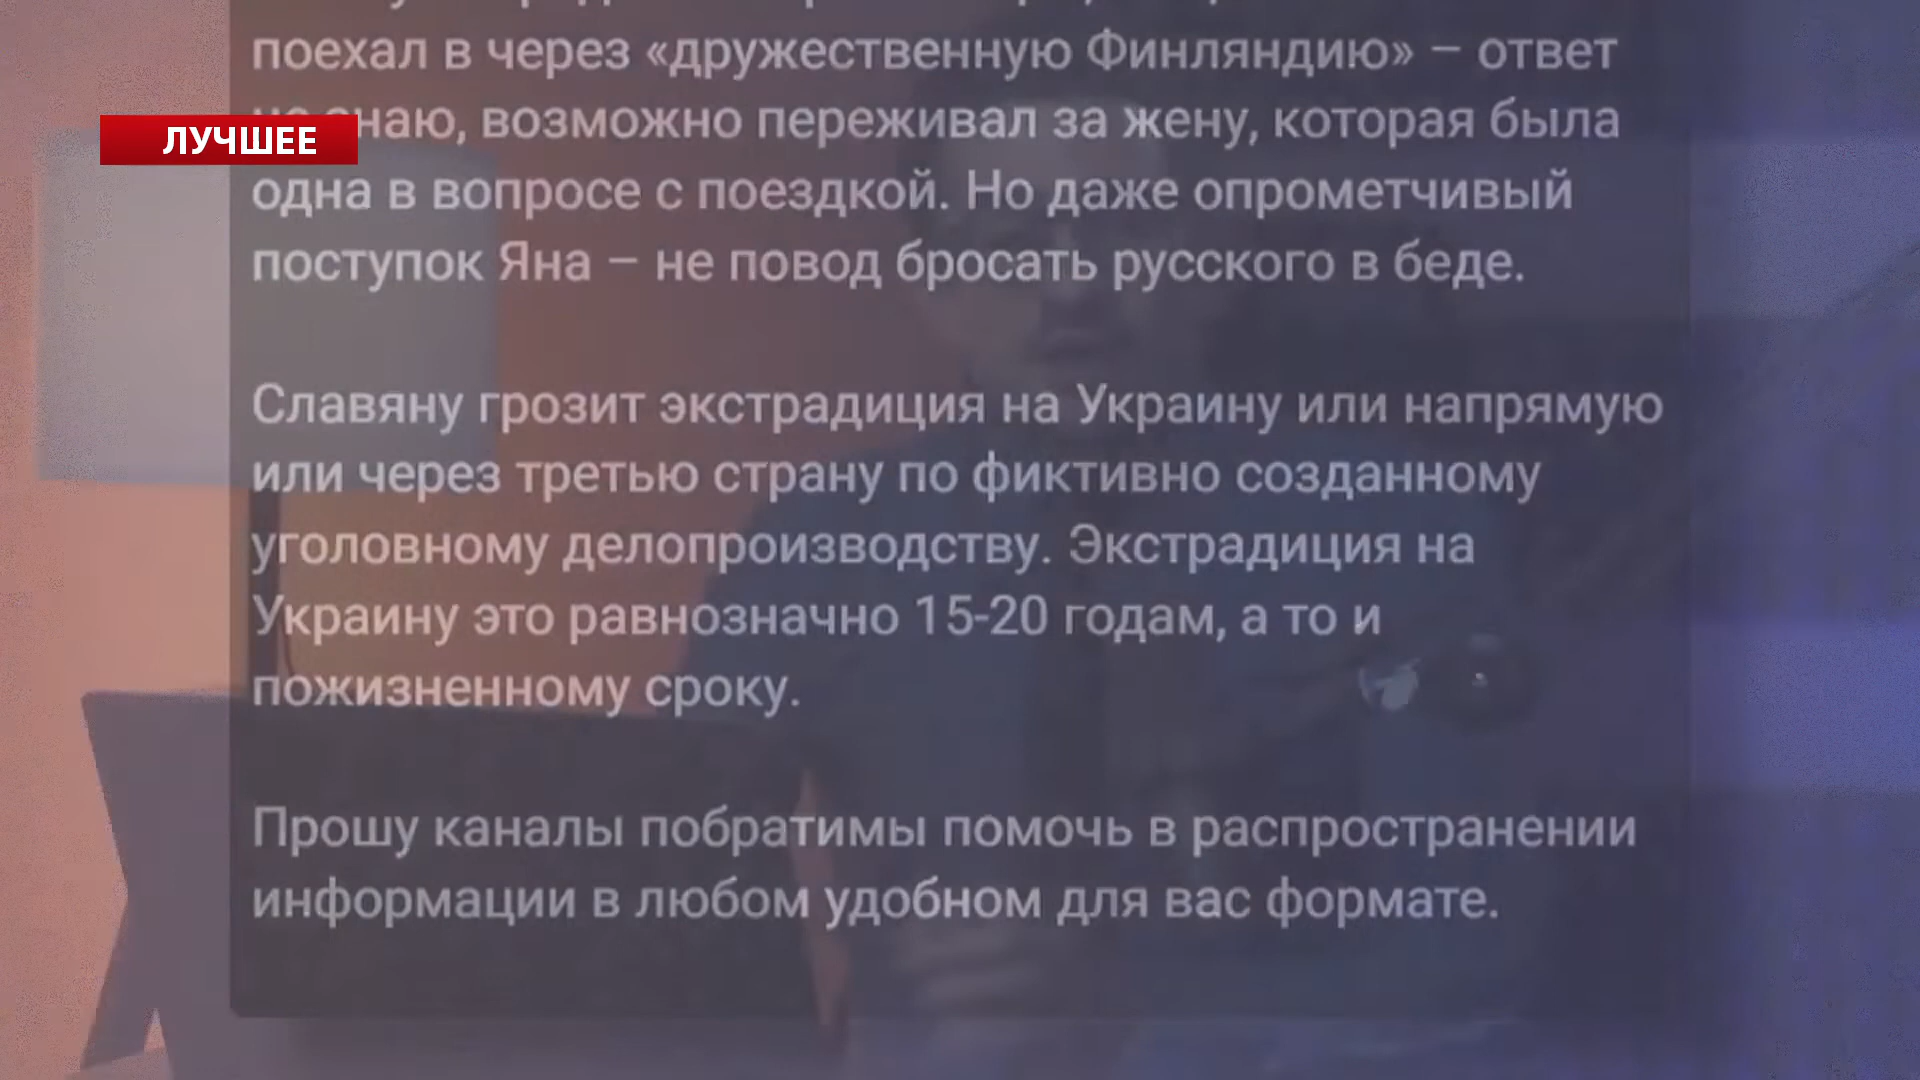 поехал в через «дружественную Финляндию» – ответ
знаю, возможно переживал за жену, которая была
ЛУЧШЕЕ
одна в вопросе с поездкой. Но даже опрометчивый
поступок Яна – не повод бросать русского в беде.
Славяну грозит экстрадиция на Украину или напрямую
или через третью страну по фиктивно созданному
уголовному делопроизводству. Экстрадиция на
Украину это равнозначно 15-20 годам, а то и
пожизненному сроку.
Прошу каналы побратимы помочь в распространении
информации в любом удобном для вас формате.